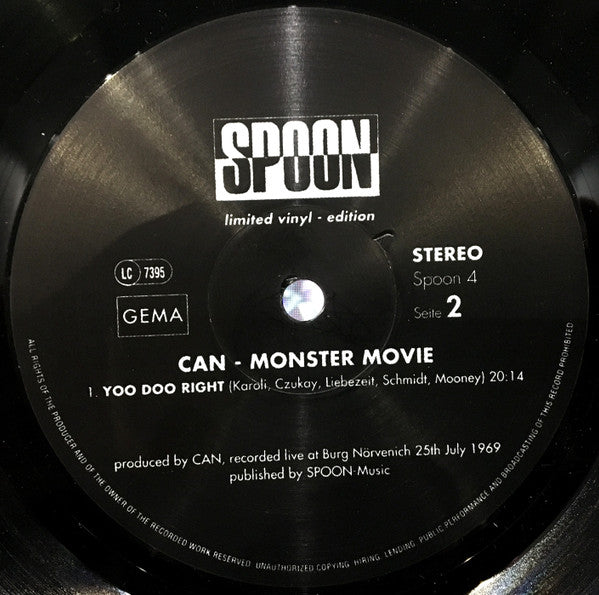 SPOON
limited vinyl - edition
LC 7395
GEMA
STEREO
Spoon 4
Seite 2
CAN - MONSTER MOVIE
1. YOO DOO RIGHT (Karoli, Czukay, Liebezeit, Schmidt, Mooney) 20:14
produced by CAN, recorded live at Burg Nörvenich 25th July 1969
published by SPOON-Music
ALL RIGHTS OF THE PRODUCER AND OF THE OWNER OF THE RECORDED WORK RESERVED. UNAUTHORIZED COPYING, HIRING, LENDING, PUBLIC PERFORMANCE AND BROADCASTING OF THIS RECORD PROHIBITED